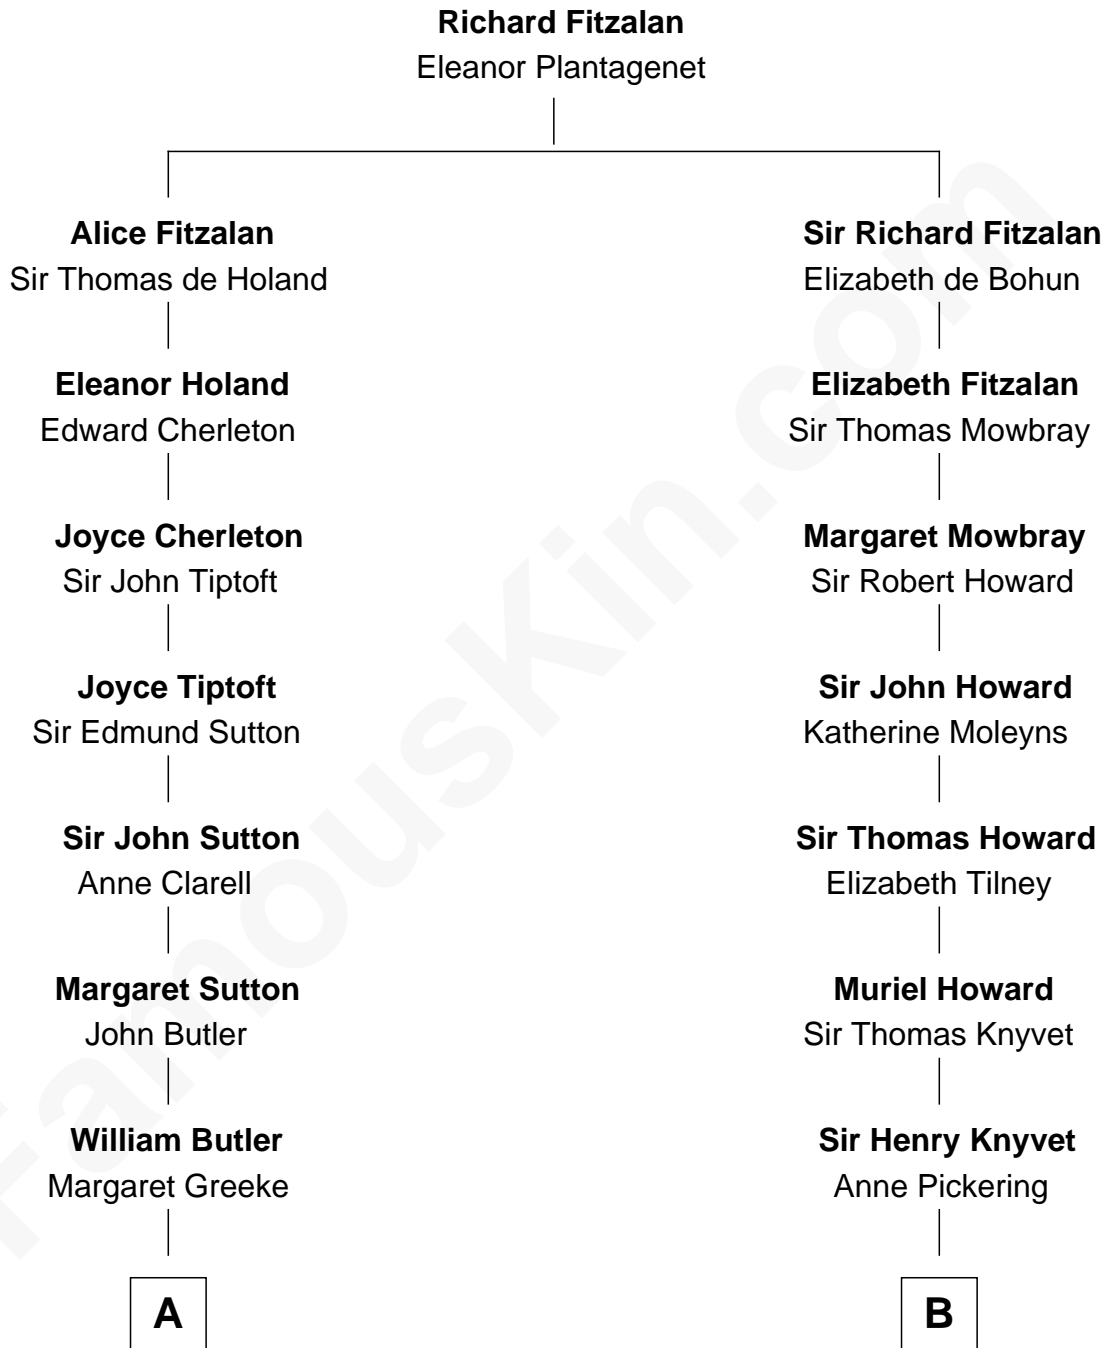 Richard Fitzalan
Eleanor Plantagenet
Alice Fitzalan
Sir Thomas de Holand
Sir Richard Fitzalan
Elizabeth de Bohun
Eleanor Holand
Edward Cherleton
Elizabeth Fitzalan
Sir Thomas Mowbray
Joyce Cherleton
Sir John Tiptoft
Margaret Mowbray
Sir Robert Howard
Joyce Tiptoft
Sir Edmund Sutton
Sir John Howard
Katherine Moleyns
Sir John Sutton
Anne Clarell
Sir Thomas Howard
Elizabeth Tilney
Margaret Sutton
John Butler
Muriel Howard
Sir Thomas Knyvet
William Butler
Margaret Greeke
Sir Henry Knyvet
Anne Pickering
A
B
FamousKin.com